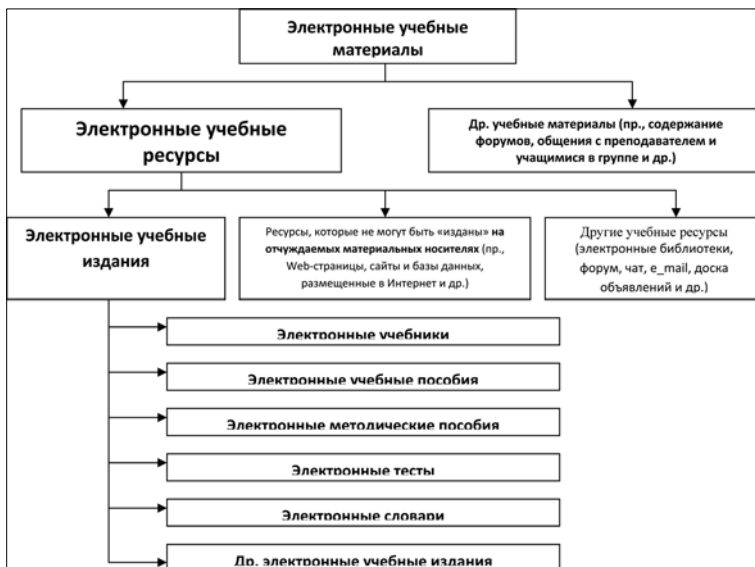 Электронные учебные
материалы
Электронные учебные
ресурсы
Др. учебные материалы (пр., содержание
форумов, общения с преподавателем и
учащимися в группе и др.)
Электронные учебные
издания
Ресурсы, которые не могут быть «изданы» на
отчуждаемых материальных носителях (пр.,
Web-страницы, сайты и базы данных,
размещенные в Интернет и др.)
Другие учебные ресурсы
(электронные библиотеки,
форум, чат, e_mail, доска
объявлений и др.)
Электронные учебники
Электронные учебные пособия
Электронные методические пособия
Электронные тесты
Электронные словари
Др. электронные учебные издания